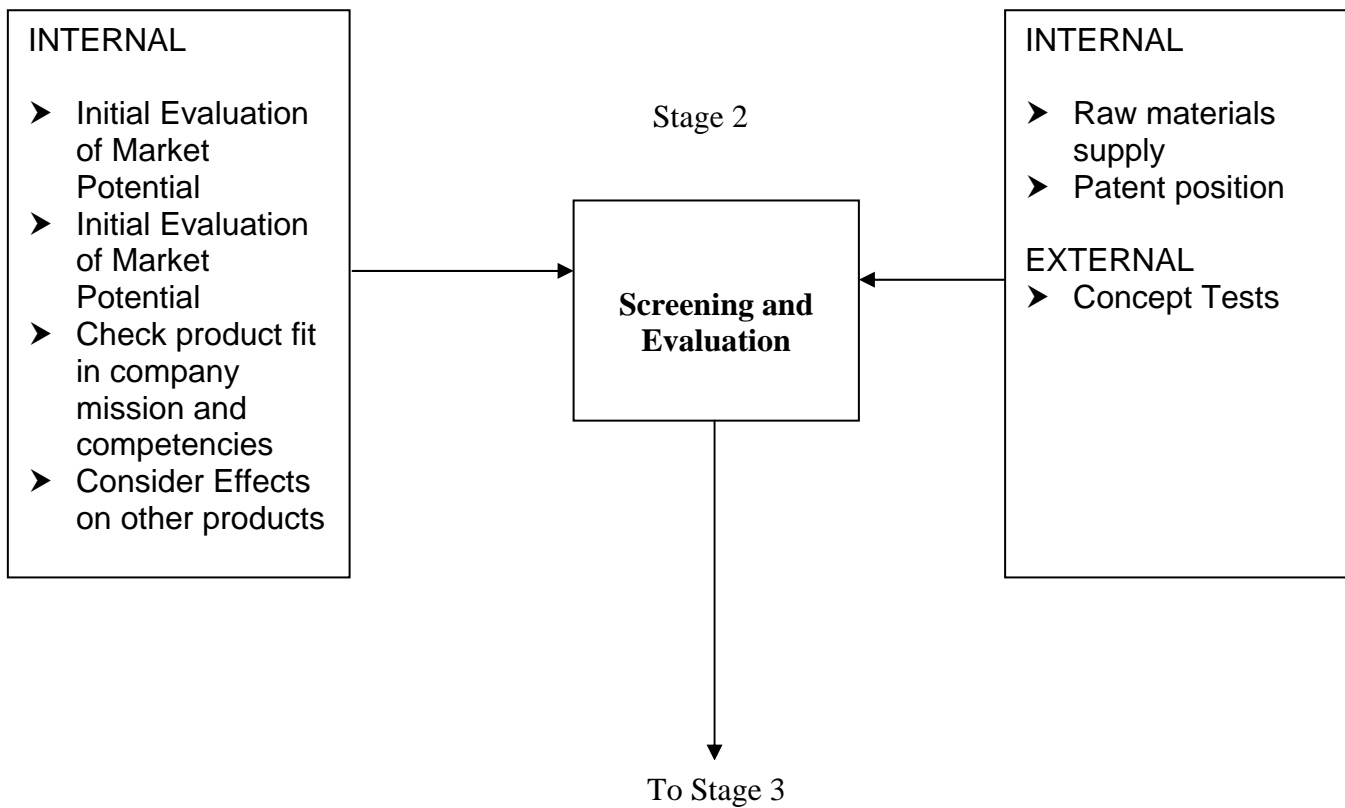 INTERNAL
➤ Initial Evaluation
of Market
Potential
➤ Initial Evaluation
of Market
Potential
➤ Check product fit
in company
mission and
competencies
➤ Consider Effects
on other products
Stage 2
Screening and
Evaluation
INTERNAL
➤ Raw materials
supply
➤ Patent position
EXTERNAL
➤ Concept Tests
To Stage 3